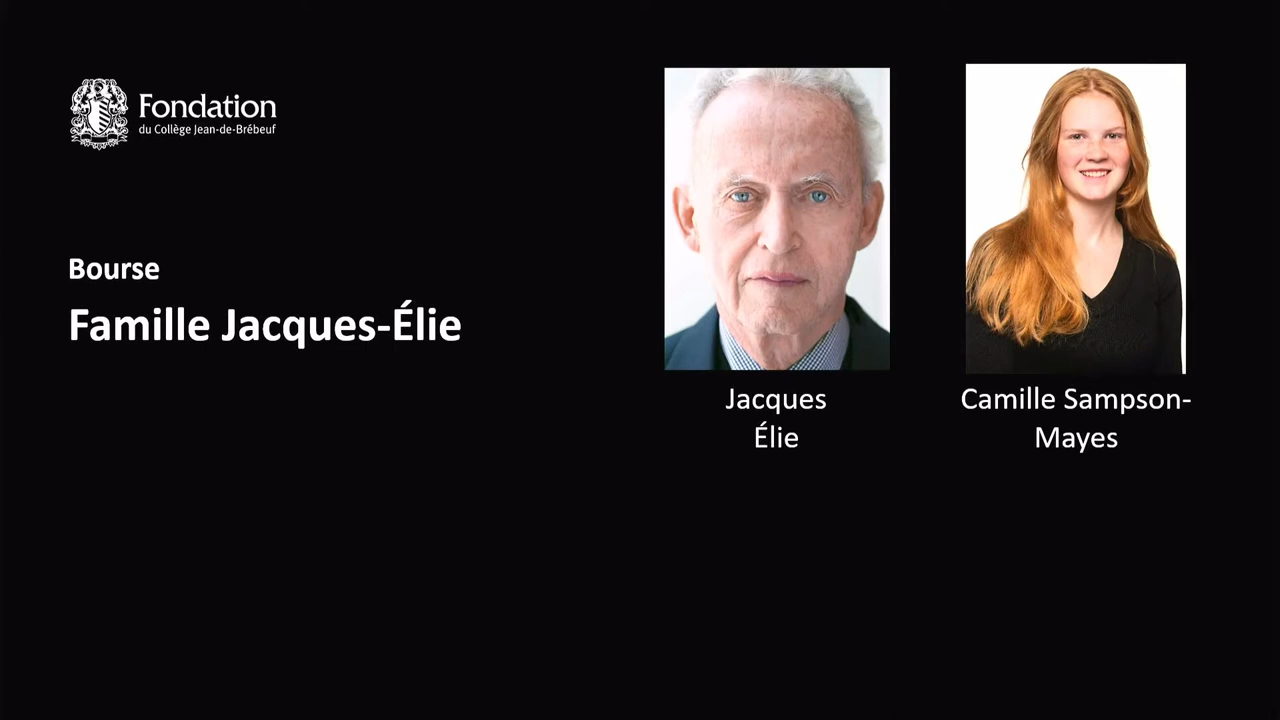 Fondation
du Collège Jean-de-Brébeuf
Bourse
Famille Jacques-Élie
Jacques
Élie
Camille Sampson-
Mayes